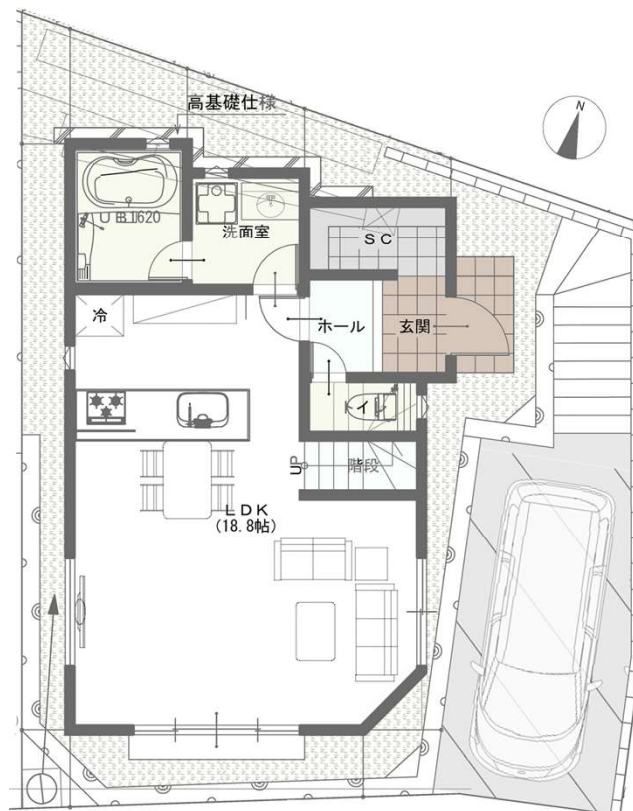 高基礎仕様
N
UB1620
洗面室
SC
冷
ホール
玄関
トイレ
UP
階段
LDK
(18.8帖)